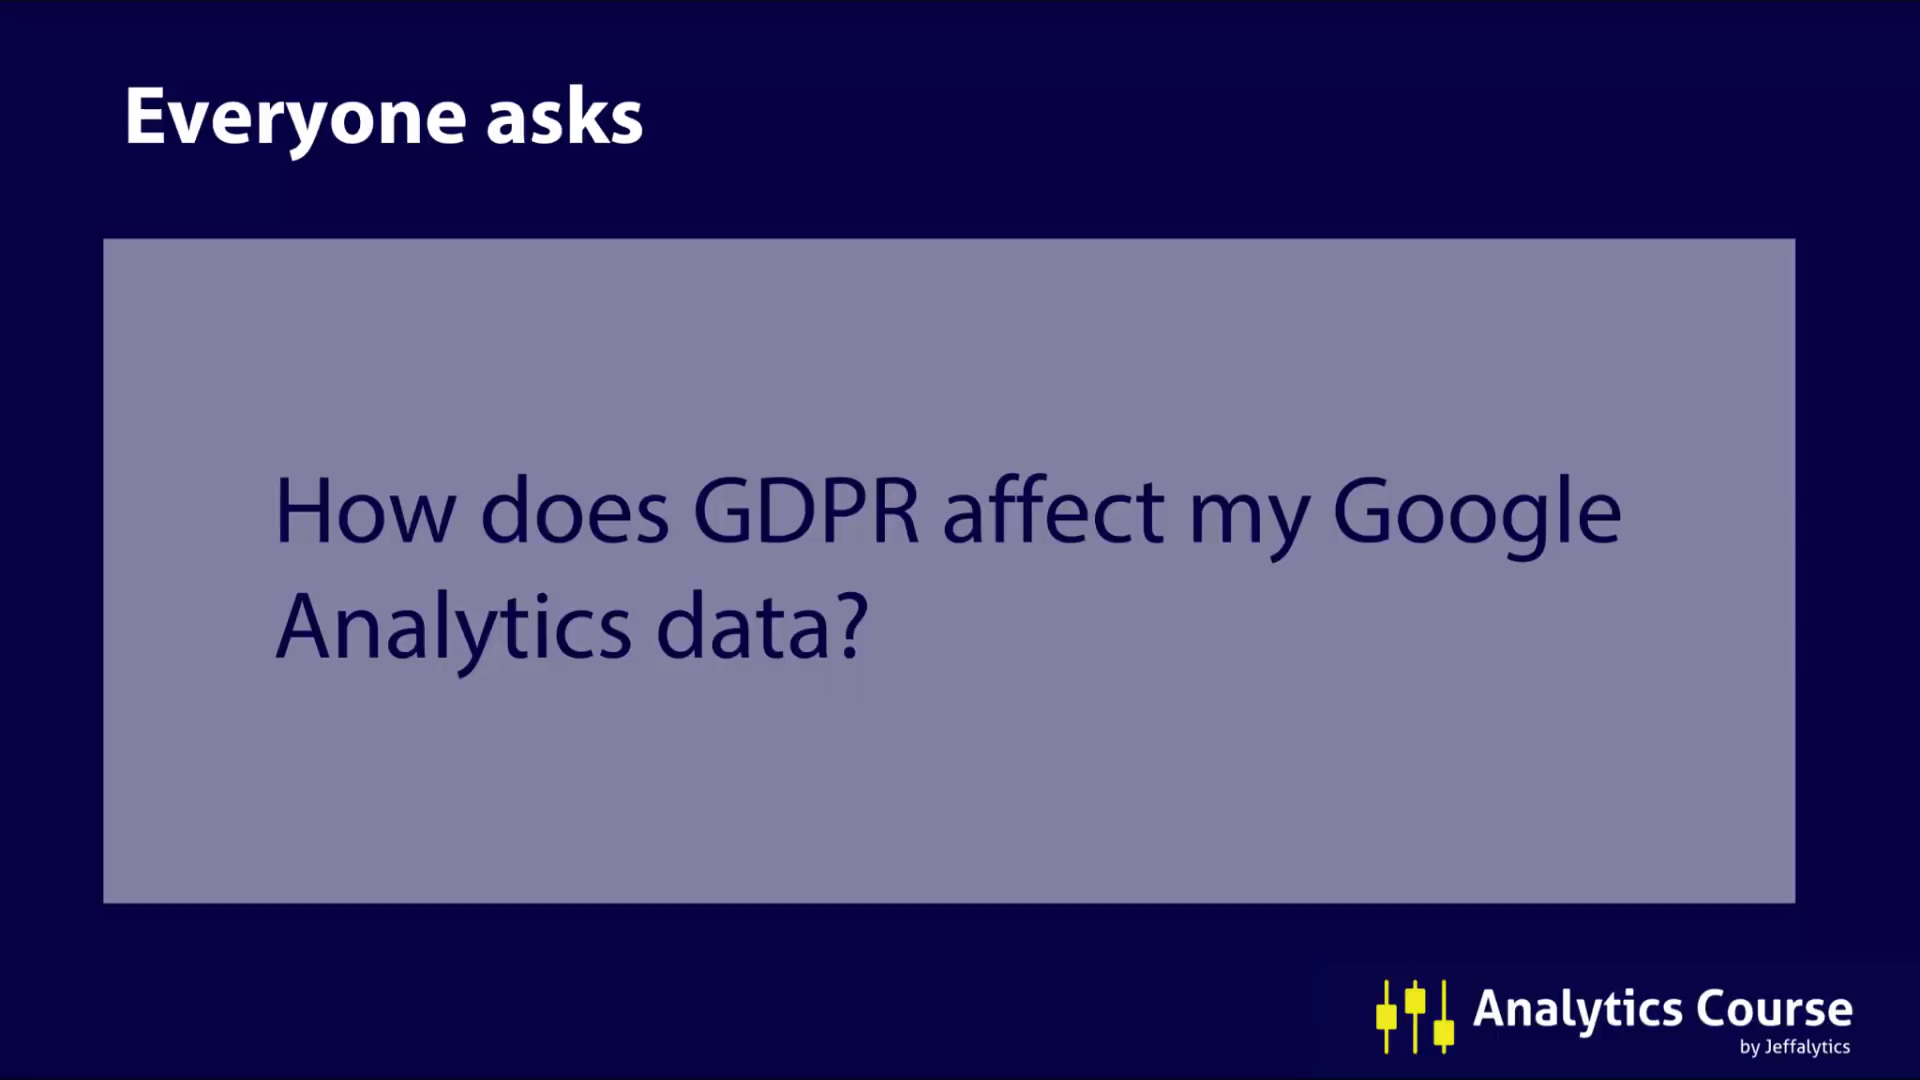 Everyone asks
How does GDPR affect my Google
Analytics data?
Analytics Course
by Jeffalytics